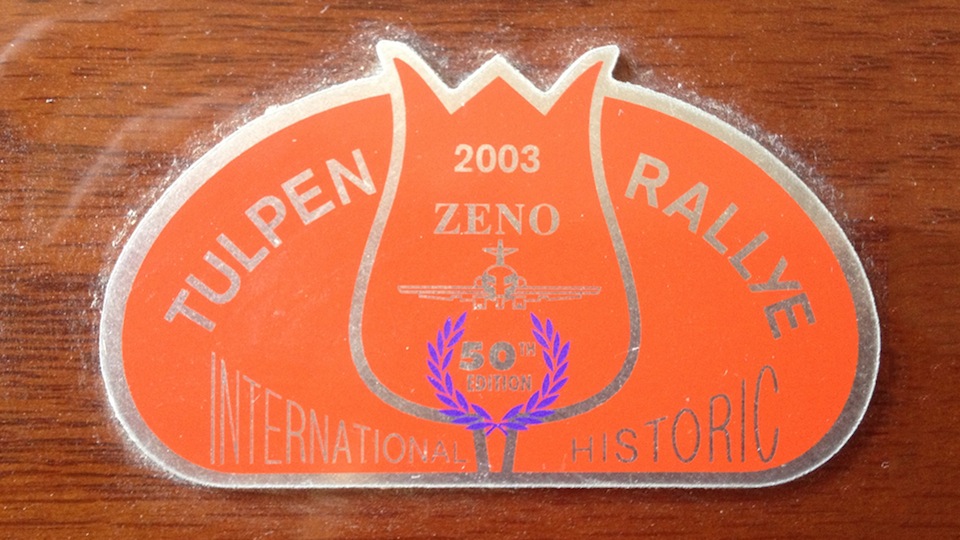 TULPEN RALLYE
2003
ZENO
50TH
EDITION
INTERNATIONAL HISTORIC